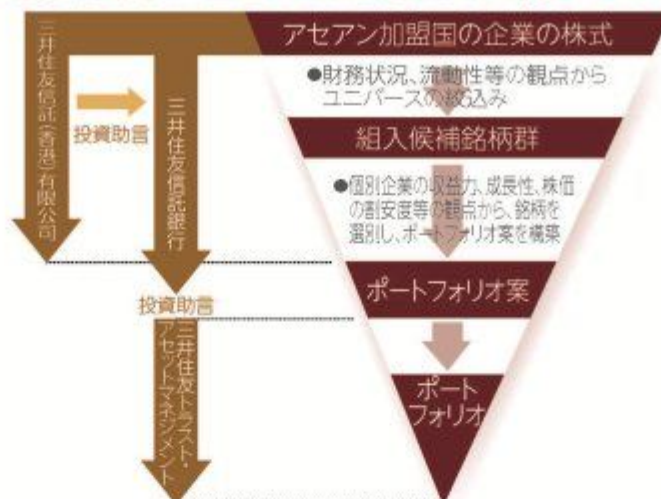 アセアン加盟国の企業の株式
●財務状況、流動性等の観点から
ユニバースの絞込み
組入候補銘柄群
●個別企業の収益力、成長性、株価
の割安度等の観点から、銘柄を
選別し、ポートフォリオ案を構築
ポートフォリオ案
ポート
フォリオ
三井住友信託(香港)有限公司
投資助言
三井住友信託銀行
投資助言
三井住友トラスト・
アセットマネジメント